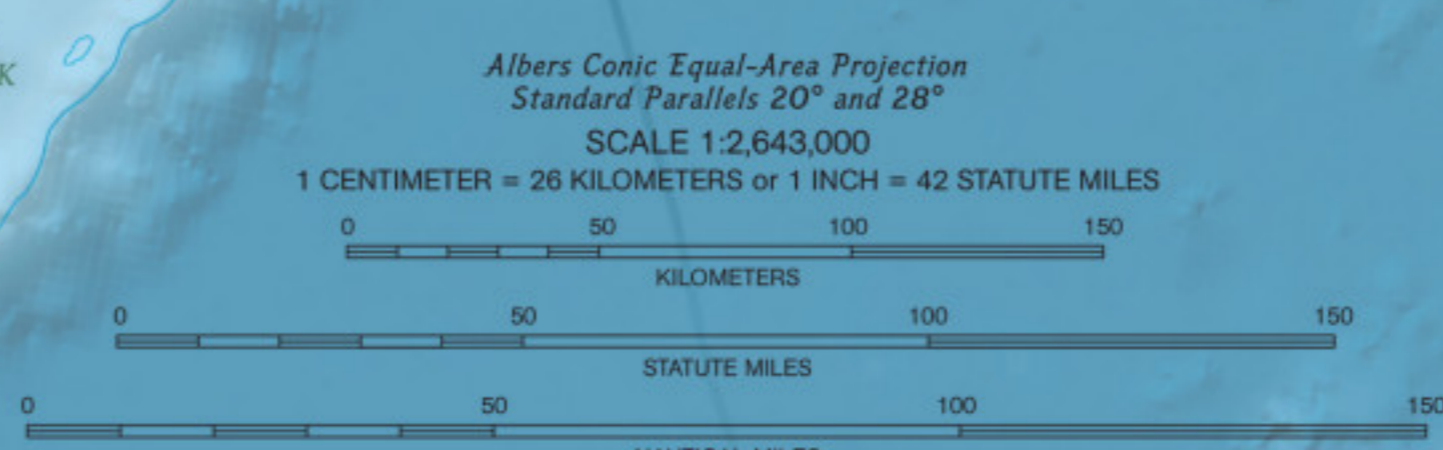 K
Albers Conic Equal-Area Projection
Standard Parallels 20° and 28°
SCALE 1:2,643,000
1 CENTIMETER = 26 KILOMETERS or 1 INCH = 42 STATUTE MILES
0 50 100 150
KILOMETERS
0 50 100 150
STATUTE MILES
0 50 100 150